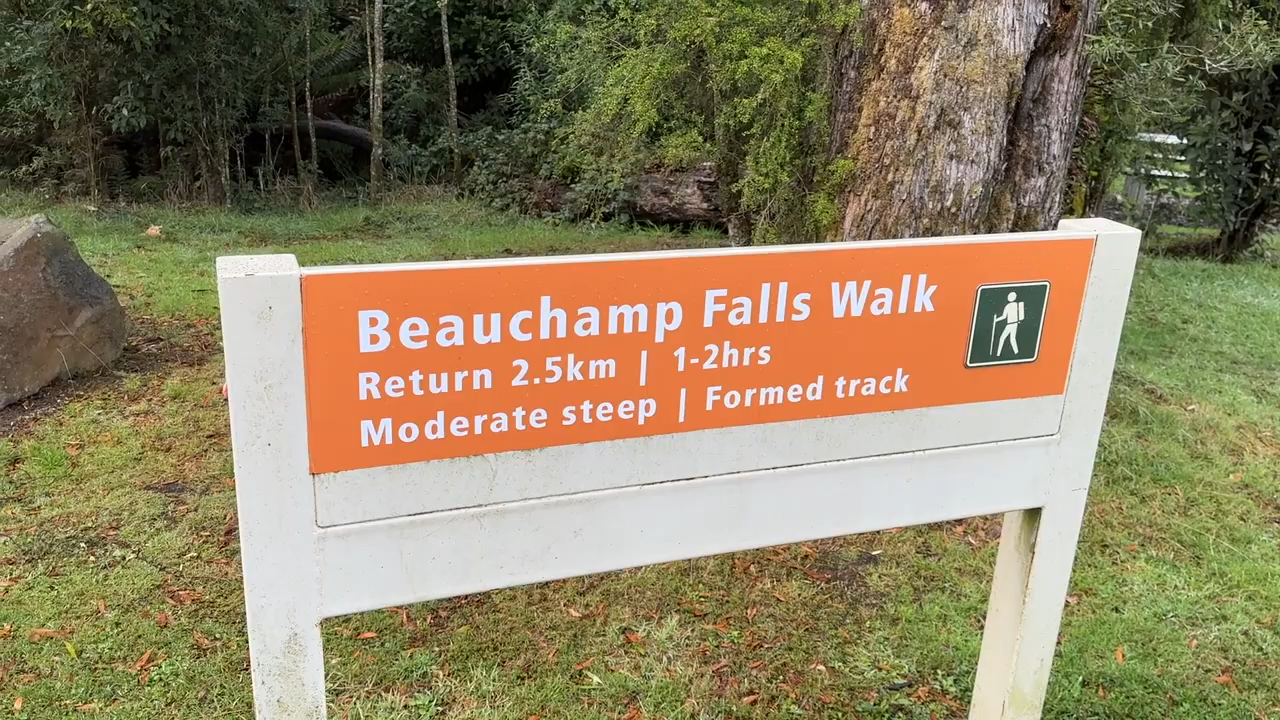 Beauchamp Falls Walk
Return 2.5km | 1-2hrs
Moderate steep | Formed track